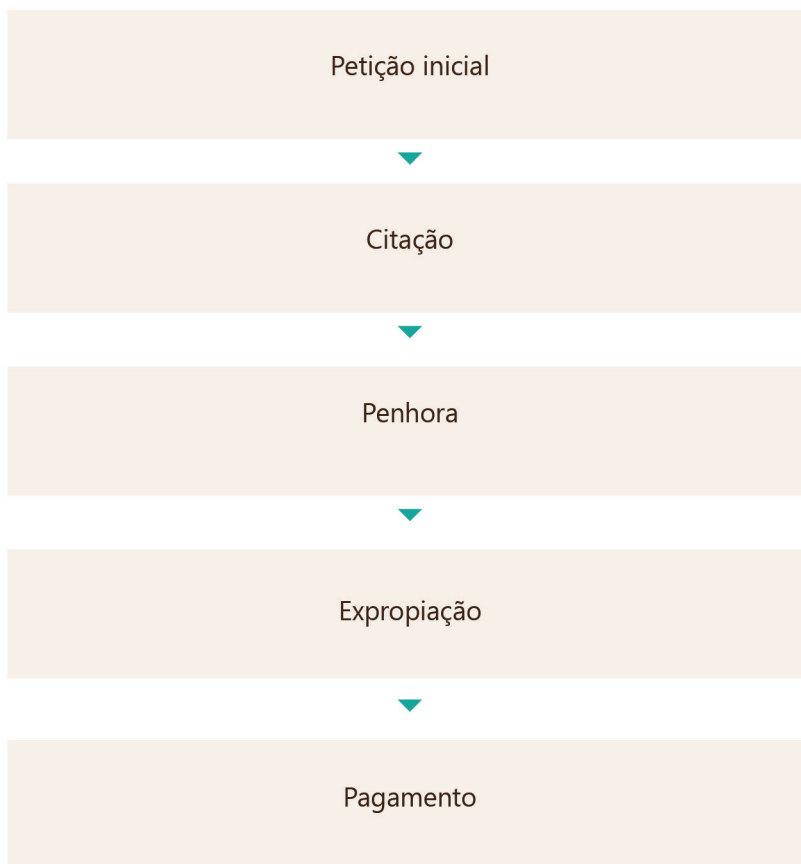 Petição inicial
Citação
Penhora
Expropiação
Pagamento